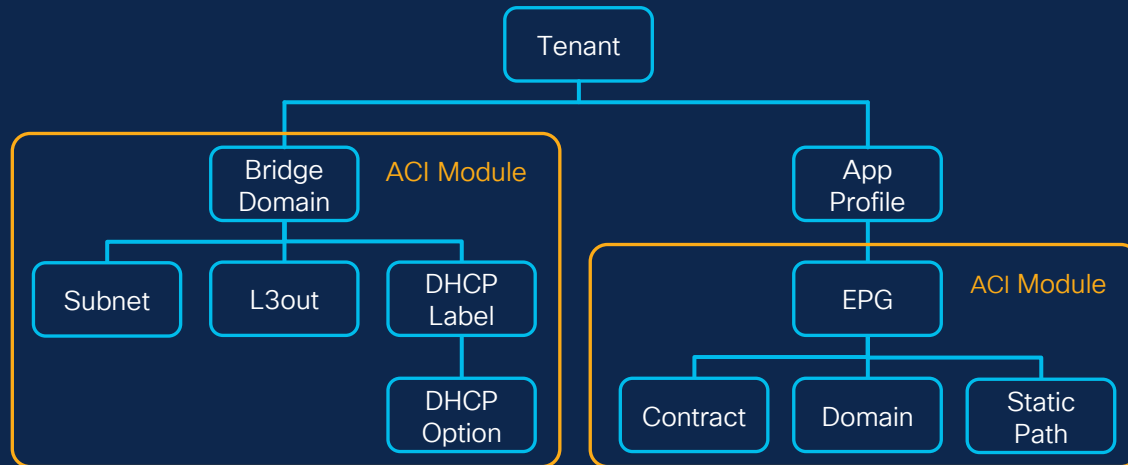 Tenant
Bridge
Domain
ACI Module
App
Profile
Subnet
L3out
DHCP
Label
EPG
ACI Module
DHCP
Option
Contract
Domain
Static
Path